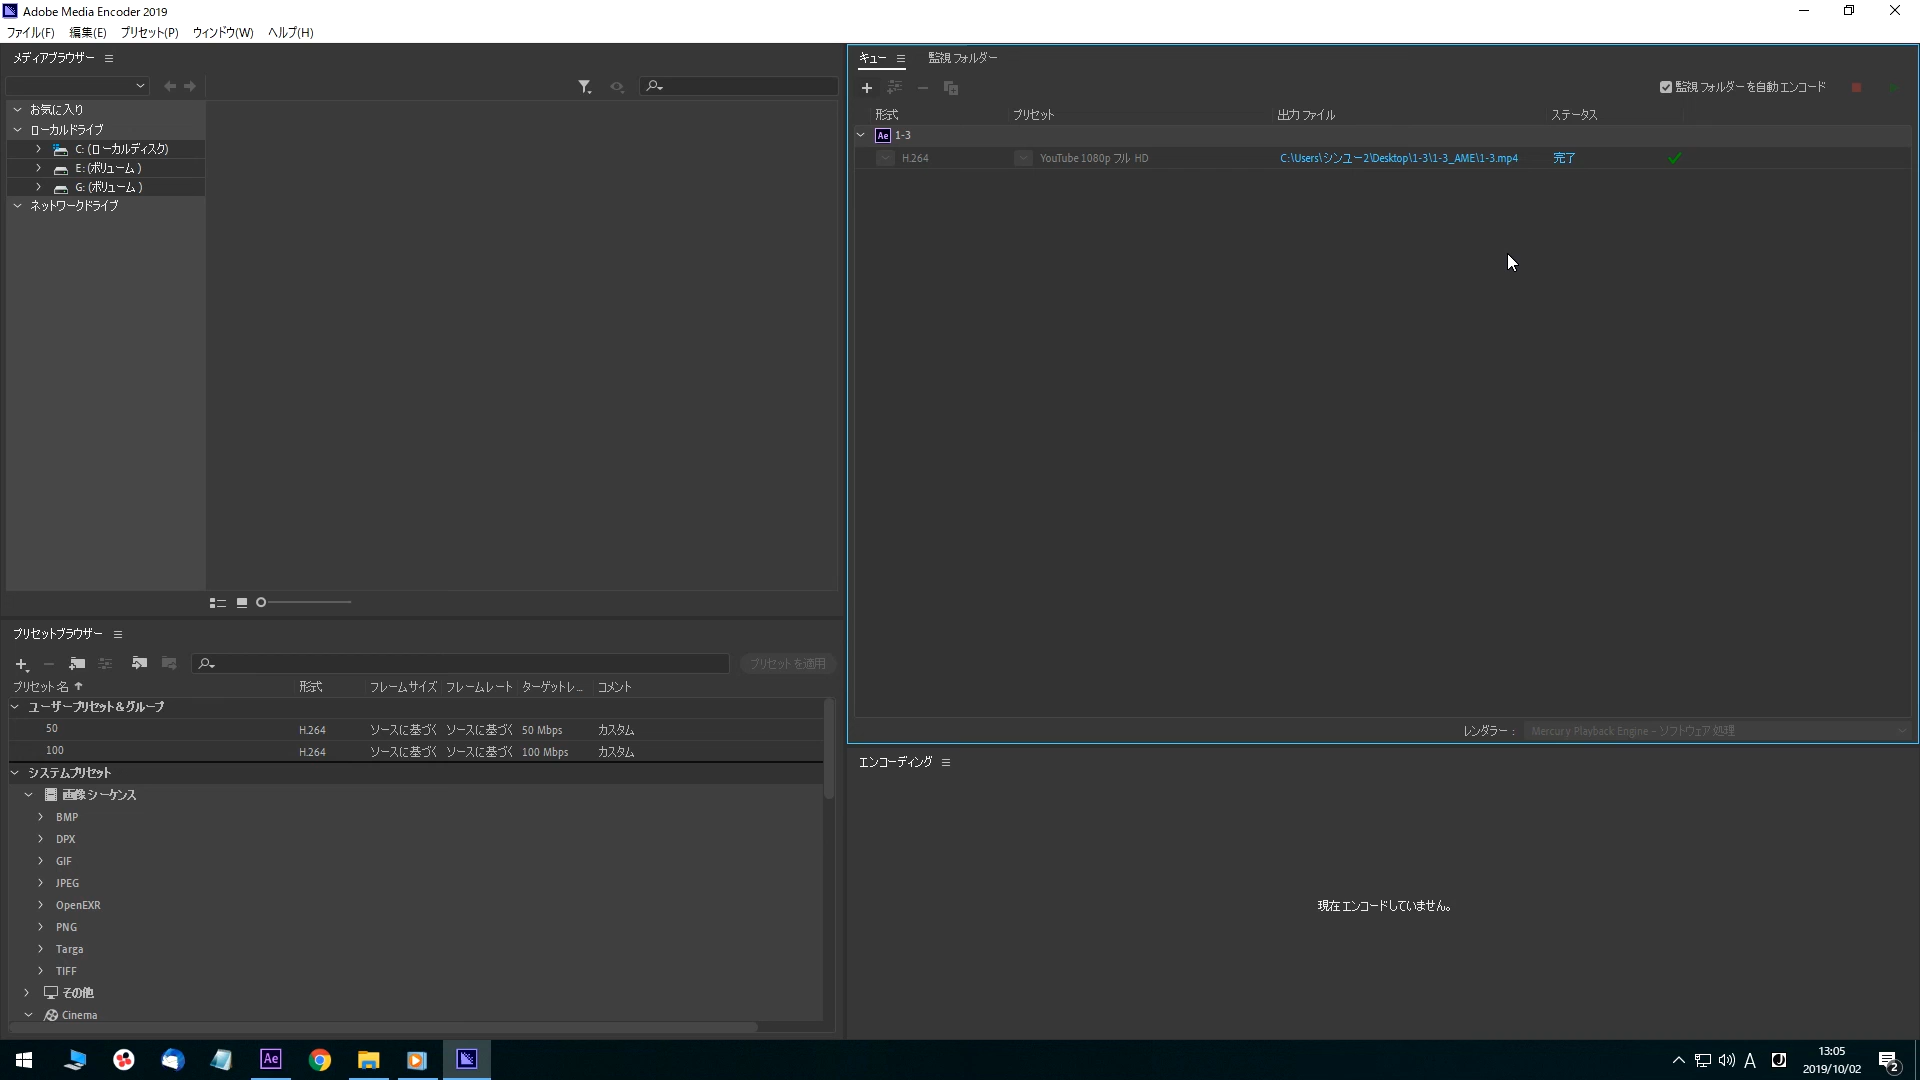 Adobe Media Encoder 2019
ファイル(F) 編集(E) プリセット(P) ウィンドウ(W) ヘルプ(H)
メディアブラウザー
お気に入り
ローカルドライブ
C: (ローカルディスク)
E: (ボリューム)
G: (ボリューム)
ネットワークドライブ
キュー 監視フォルダー
監視フォルダーを自動エンコード
形式 プリセット 出力ファイル ステータス
Ae 1-3
H.264 YouTube 1080p フル HD C:\Users\シンユー2\Desktop\1-3\1-3_AME\1-3.mp4 完了
レンダラー: Mercury Playback Engine - ソフトウェア処理
プリセットブラウザー
プリセットを適用
プリセット名 形式 フレームサイズ フレームレート ターゲットレ... コメント
ユーザープリセット&グループ
50 H.264 ソースに基づく ソースに基づく 50 Mbps カスタム
100 H.264 ソースに基づく ソースに基づく 100 Mbps カスタム
システムプリセット
画像シーケンス
BMP
DPX
GIF
JPEG
OpenEXR
PNG
Targa
TIFF
その他
Cinema
エンコーディング
現在エンコードしていません。
Ae
A
13:05
2019/10/02
2